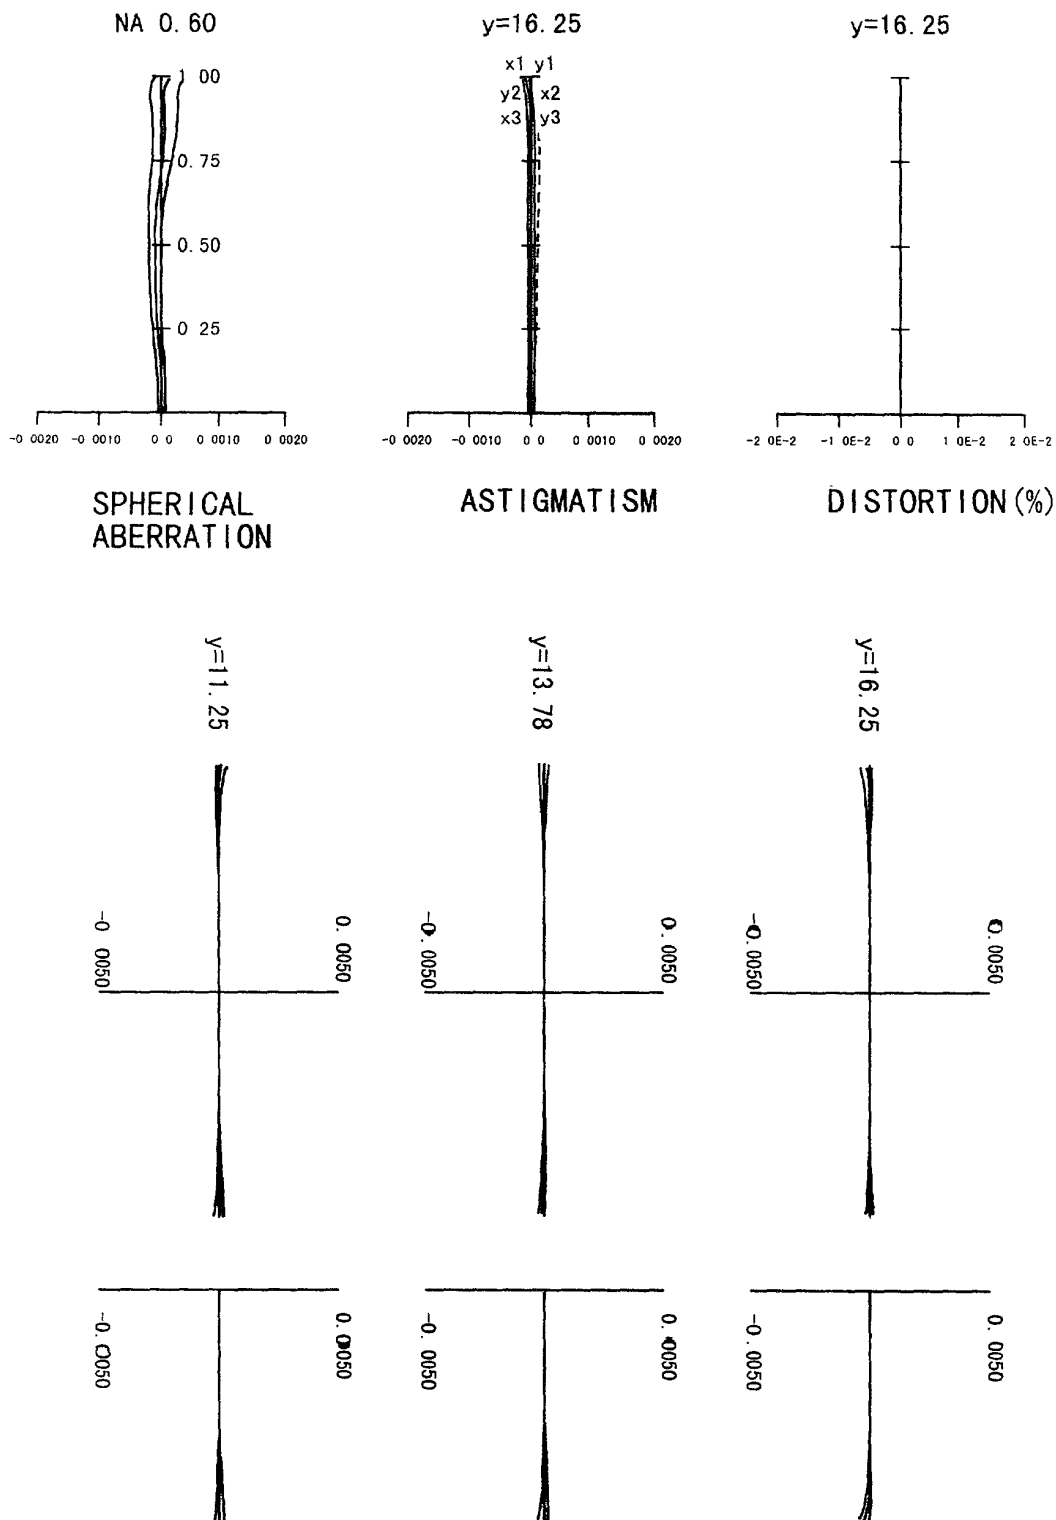 NA 0.60
y=16.25
y=16.25
x1 y1
y2 x2
x3 y3
1 00
0.75
0.50
0 25
-0 0020 -0 0010 0 0 0 0010 0 0020
-0 0020 -0 0010 0 0 0 0010 0 0020
-2 0E-2 -1 0E-2 0 0 1 0E-2 2 0E-2
SPHERICAL
ABERRATION
ASTIGMATISM
DISTORTION(%)
y=11.25
y=13.78
y=16.25
-0 0050
0.0050
-0.0050
0.0050
-0.0050
0.0050
-0.0050
0.0050
-0.0050
0.0050
-0.0050
0.0050